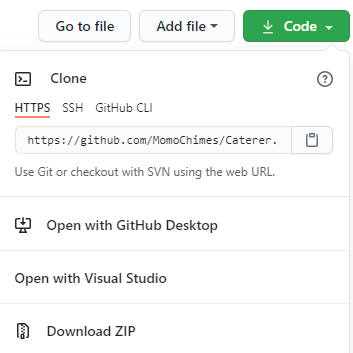 Go to file Add file Code
Clone
HTTPS SSH GitHub CLI
https://github.com/MomoChimes/Caterer.
Use Git or checkout with SVN using the web URL.
Open with GitHub Desktop
Open with Visual Studio
Download ZIP